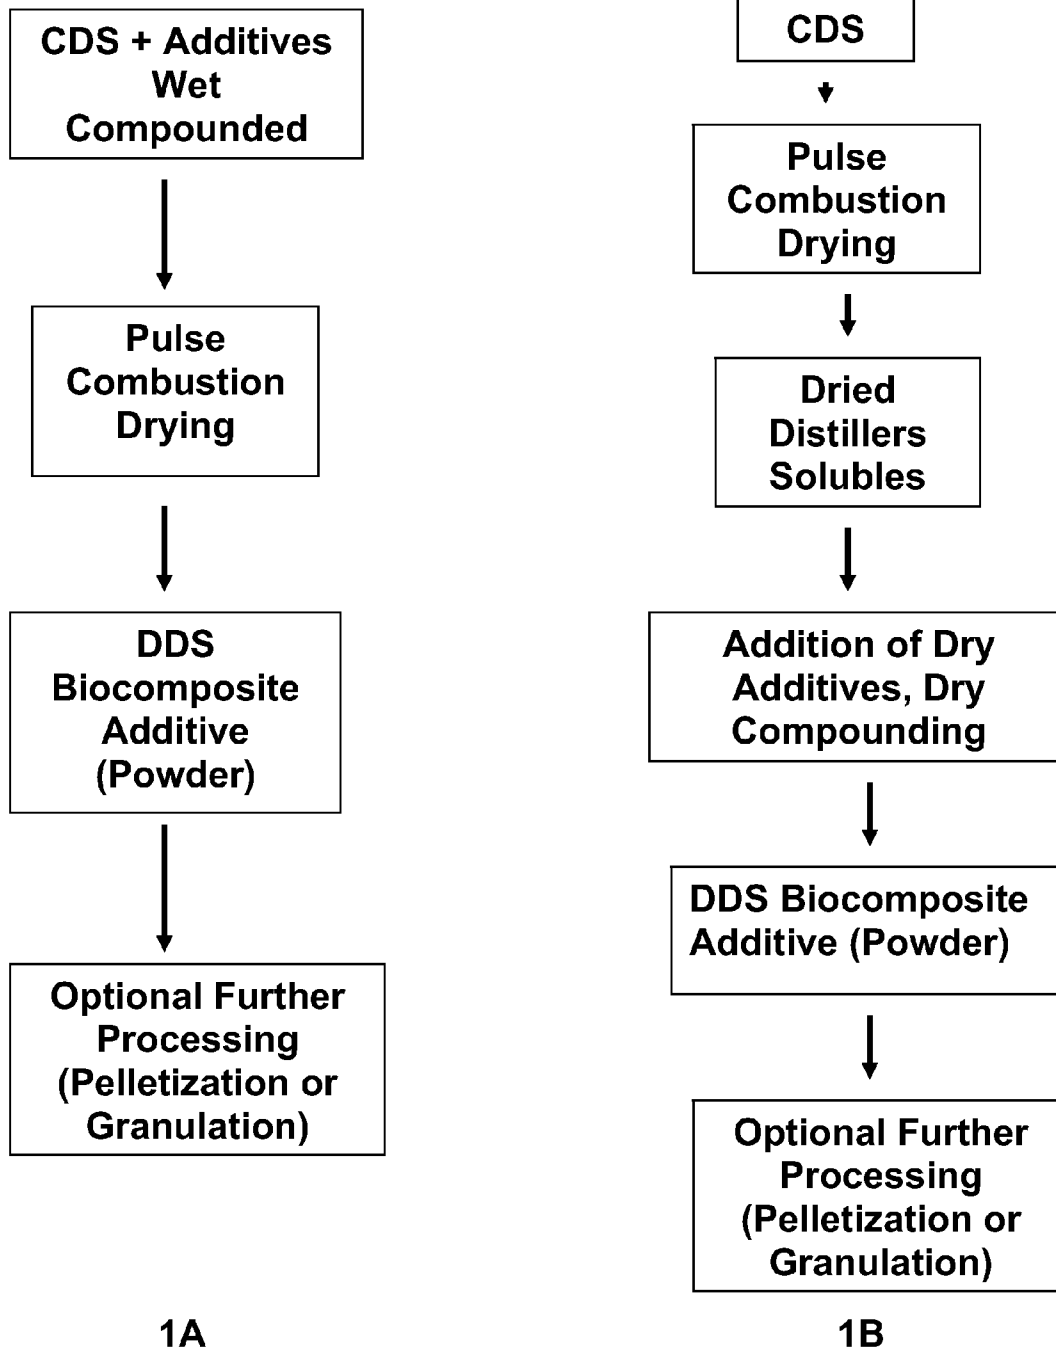 CDS + Additives
Wet
Compounded
Pulse
Combustion
Drying
DDS
Biocomposite
Additive
(Powder)
Optional Further
Processing
(Pelletization or
Granulation)
1A
CDS
Pulse
Combustion
Drying
Dried
Distillers
Solubles
Addition of Dry
Additives, Dry
Compounding
DDS Biocomposite
Additive (Powder)
Optional Further
Processing
(Pelletization or
Granulation)
1B